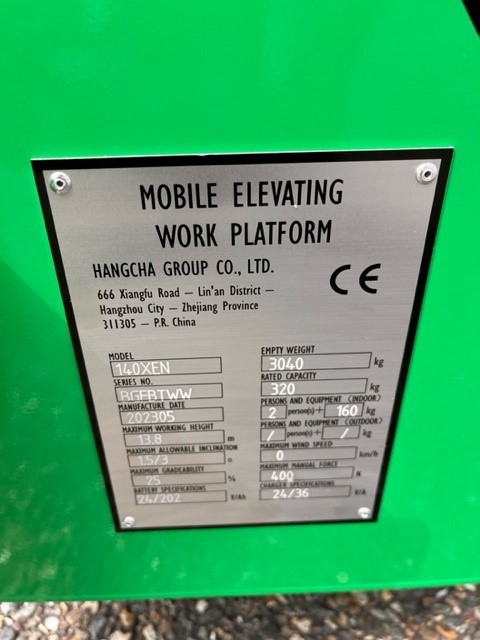 MOBILE ELEVATING
WORK PLATFORM
HANGCHA GROUP CO., LTD.
CE
666 Xiangfu Road – Lin'an District –
Hangzhou City – Zhejiang Province
311305 – P.R. China
MODEL
140XEN
SERIES NO.
MANUFACTURE DATE
202305
MAXIMUM WORKING HEIGHT
13.8 m
MAXIMUM ALLOWABLE INCLINATION
1.5/3 °
MAXIMUM GRADEABILITY
25 %
BATTERY SPECIFICATIONS
24/202 V/Ah
EMPTY WEIGHT
3040 kg
RATED CAPACITY
320 kg
PERSONS AND EQUIPMENT (INDOOR)
2 person(s)+ 160 kg
PERSONS AND EQUIPMENT (OUTDOOR)
/ person(s)+ / kg
MAXIMUM WIND SPEED
0 km/h
MAXIMUM MANUAL FORCE
400 N
CHARGER SPECIFICATIONS
24/36 V/A